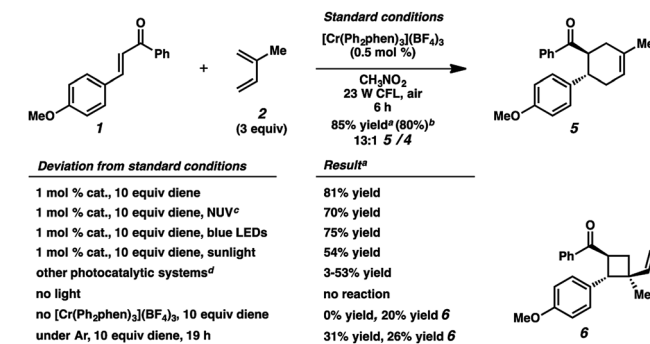 O
Ph
MeO
1
+
Me
2
(3 equiv)
Standard conditions
[Cr(Ph₂phen)₃](BF₄)₃
(0.5 mol %)
CH₃NO₂
23 W CFL, air
6 h
85% yieldᵃ (80%)ᵇ
13:1 5 / 4
O
Ph
Me
MeO
5
Deviation from standard conditions Resultᵃ
1 mol % cat., 10 equiv diene 81% yield
1 mol % cat., 10 equiv diene, NUVᶜ 70% yield
1 mol % cat., 10 equiv diene, blue LEDs 75% yield
1 mol % cat., 10 equiv diene, sunlight 54% yield
other photocatalytic systemsᵈ 3-53% yield
no light no reaction
no [Cr(Ph₂phen)₃](BF₄)₃, 10 equiv diene 0% yield, 20% yield 6
under Ar, 10 equiv diene, 19 h 31% yield, 26% yield 6
O
Ph
Me
MeO
6